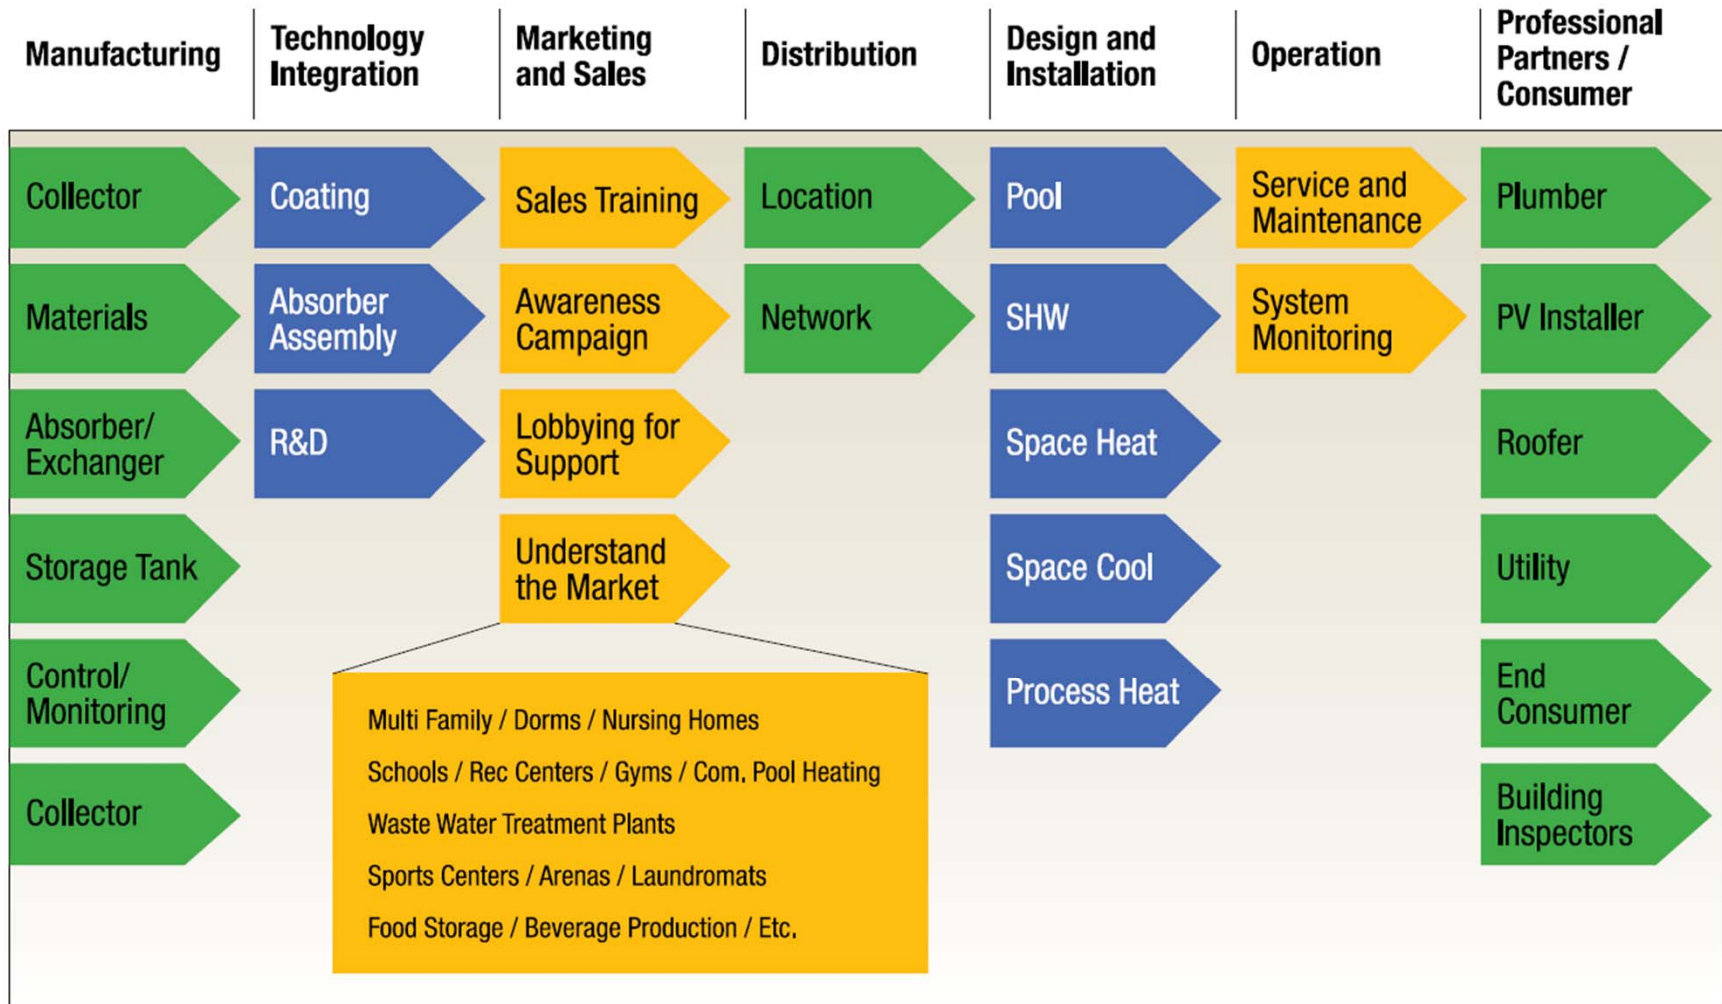 Manufacturing
Technology
Integration
Marketing
and Sales
Distribution
Design and
Installation
Operation
Professional
Partners /
Consumer
Collector
Materials
Absorber/
Exchanger
Storage Tank
Control/
Monitoring
Collector
Coating
Absorber
Assembly
R&D
Sales Training
Awareness
Campaign
Lobbying for
Support
Understand
the Market
Multi Family / Dorms / Nursing Homes
Schools / Rec Centers / Gyms / Com. Pool Heating
Waste Water Treatment Plants
Sports Centers / Arenas / Laundromats
Food Storage / Beverage Production / Etc.
Location
Network
Pool
SHW
Space Heat
Space Cool
Process Heat
Service and
Maintenance
System
Monitoring
Plumber
PV Installer
Roofer
Utility
End
Consumer
Building
Inspectors